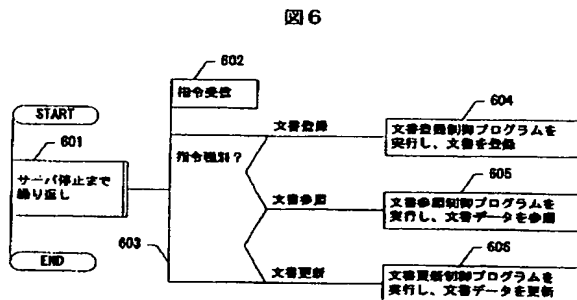 図6
602
指令受信
START
601
サーバ停止まで
繰り返し
END
603
指令種別?
文書登録
604
文書登録制御プログラムを
実行し、文書を登録
文書参照
605
文書参照制御プログラムを
実行し、文書データを参照
文書更新
606
文書更新制御プログラムを
実行し、文書データを更新